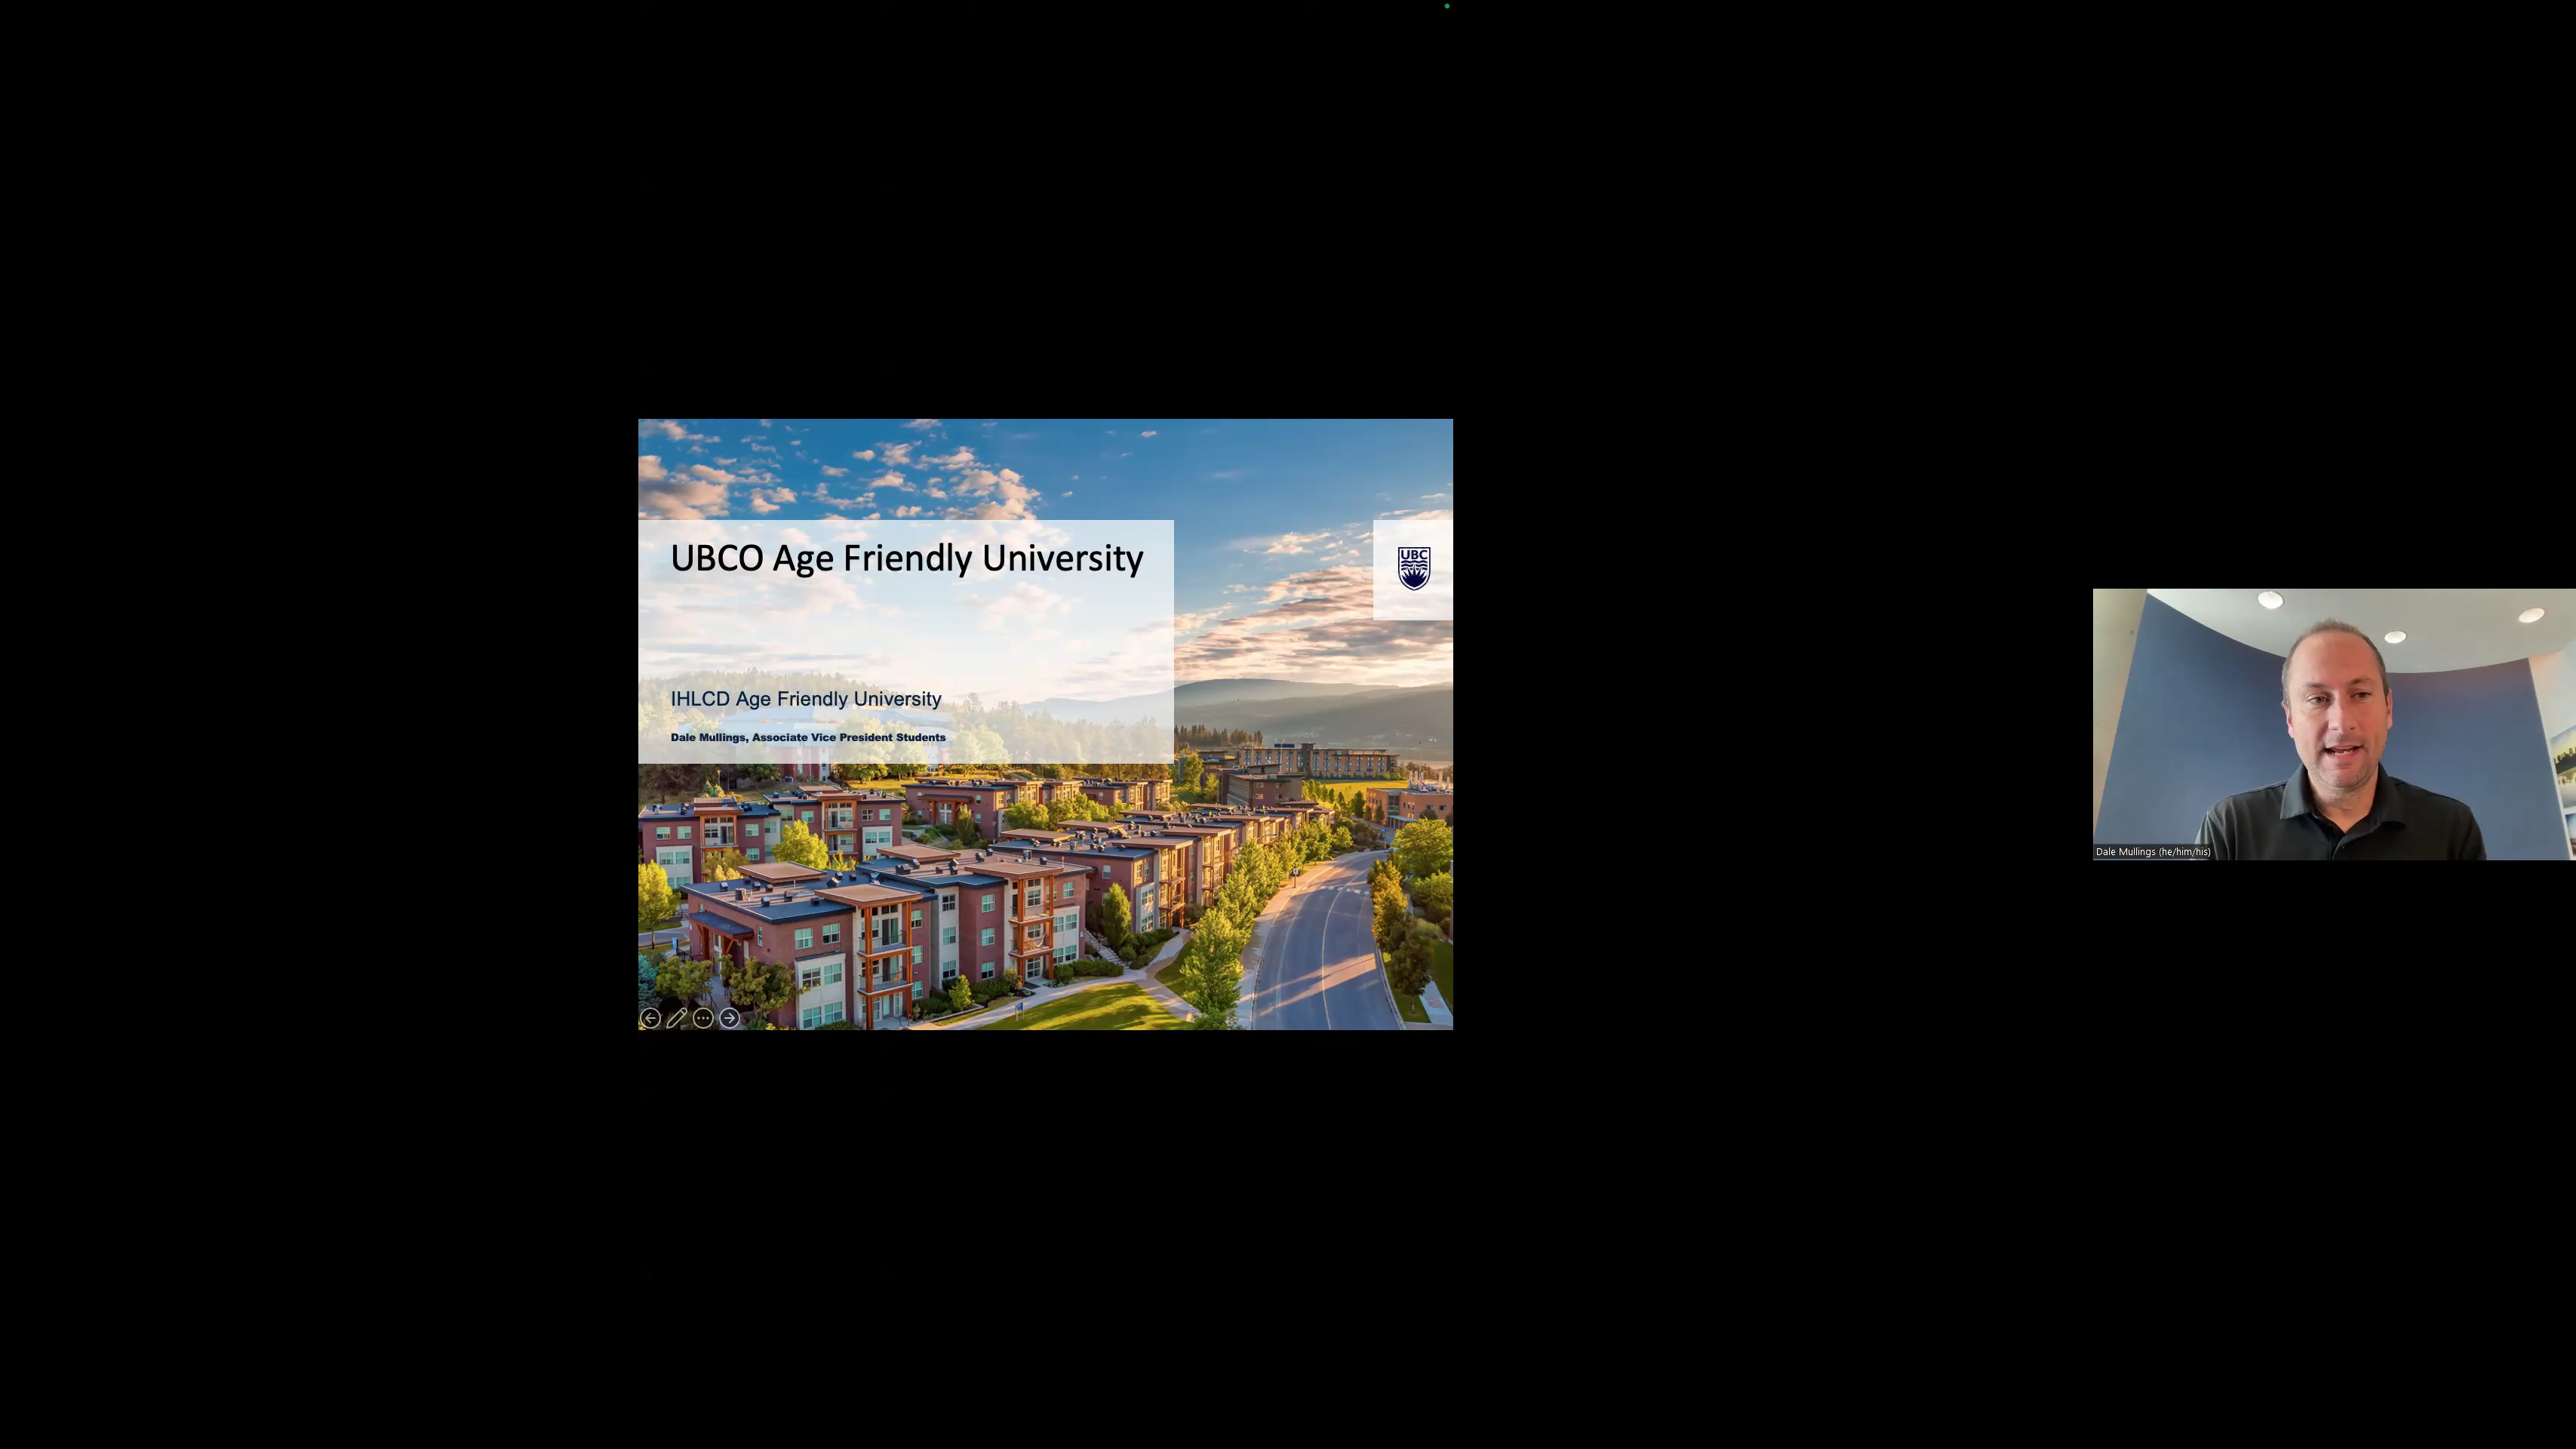 UBCO Age Friendly University
UBC
IHLCD Age Friendly University
Dale Mullings, Associate Vice President Students
Dale Mullings (he/him/his)